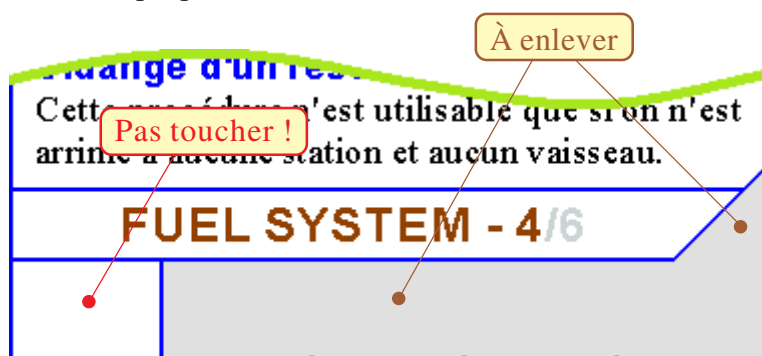 À enlever
d'un
Cette procédure n'est utilisable que si on n'est
Pas toucher !
arrimé à aucune station et aucun vaisseau.
FUEL SYSTEM - 4/6